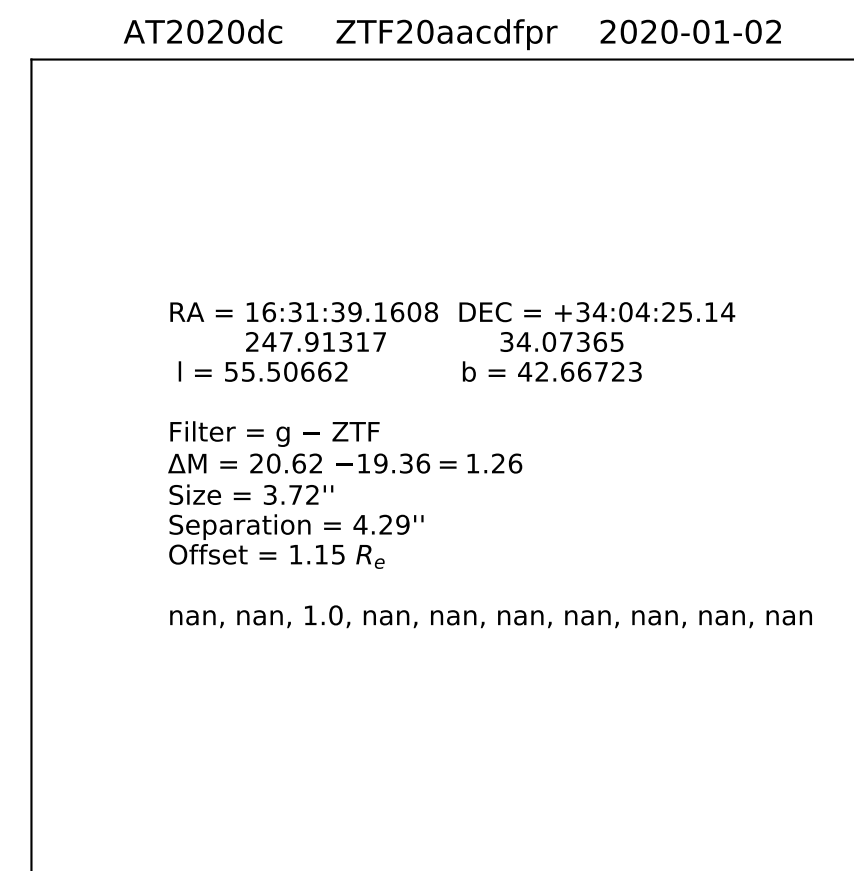 AT2020dc ZTF20aacdfpr 2020-01-02
RA = 16:31:39.1608 DEC = +34:04:25.14
247.91317 34.07365
l = 55.50662 b = 42.66723
Filter = g − ZTF
ΔM = 20.62 −19.36 = 1.26
Size = 3.72''
Separation = 4.29''
Offset = 1.15 Re
nan, nan, 1.0, nan, nan, nan, nan, nan, nan, nan